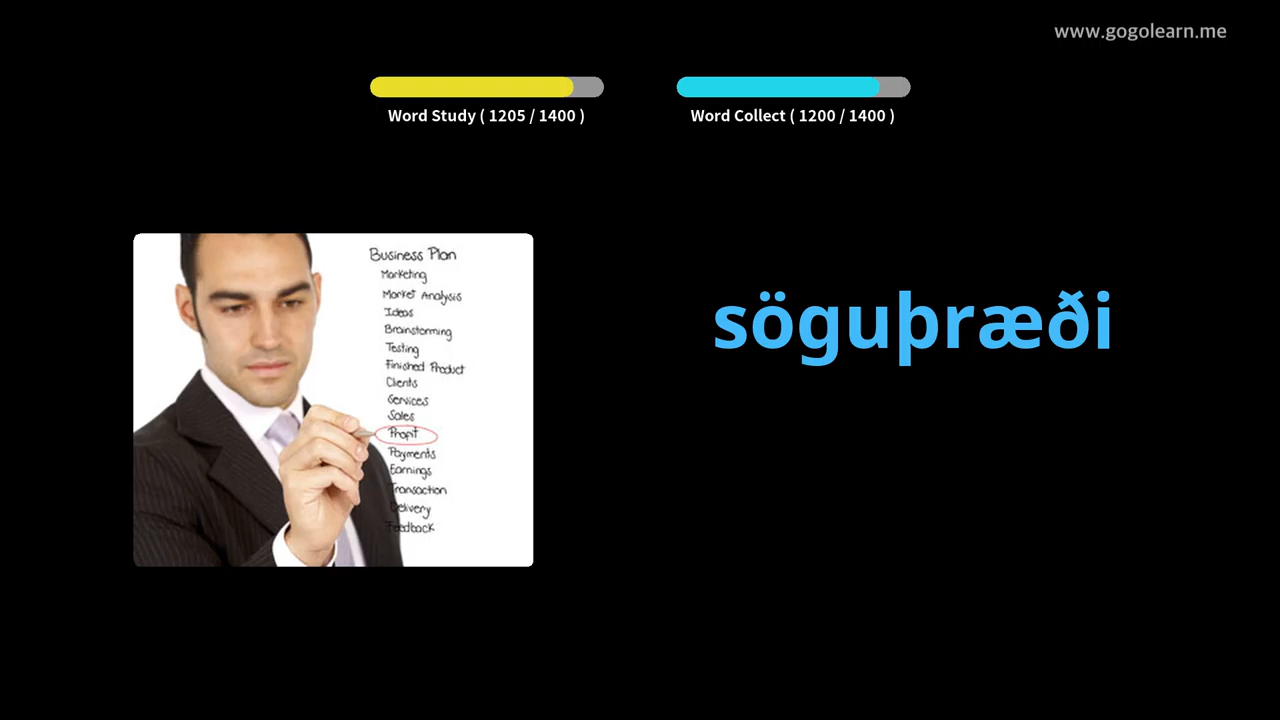 www.gogolearn.me
Word Study ( 1205 / 1400 )
Word Collect ( 1200 / 1400 )
Business Plan
Marketing
Market Analysis
Ideas
Brainstorming
Testing
Finished Product
Clients
Services
Sales
Profit
Payments
Earnings
Transaction
Delivery
Feedback
söguþræði